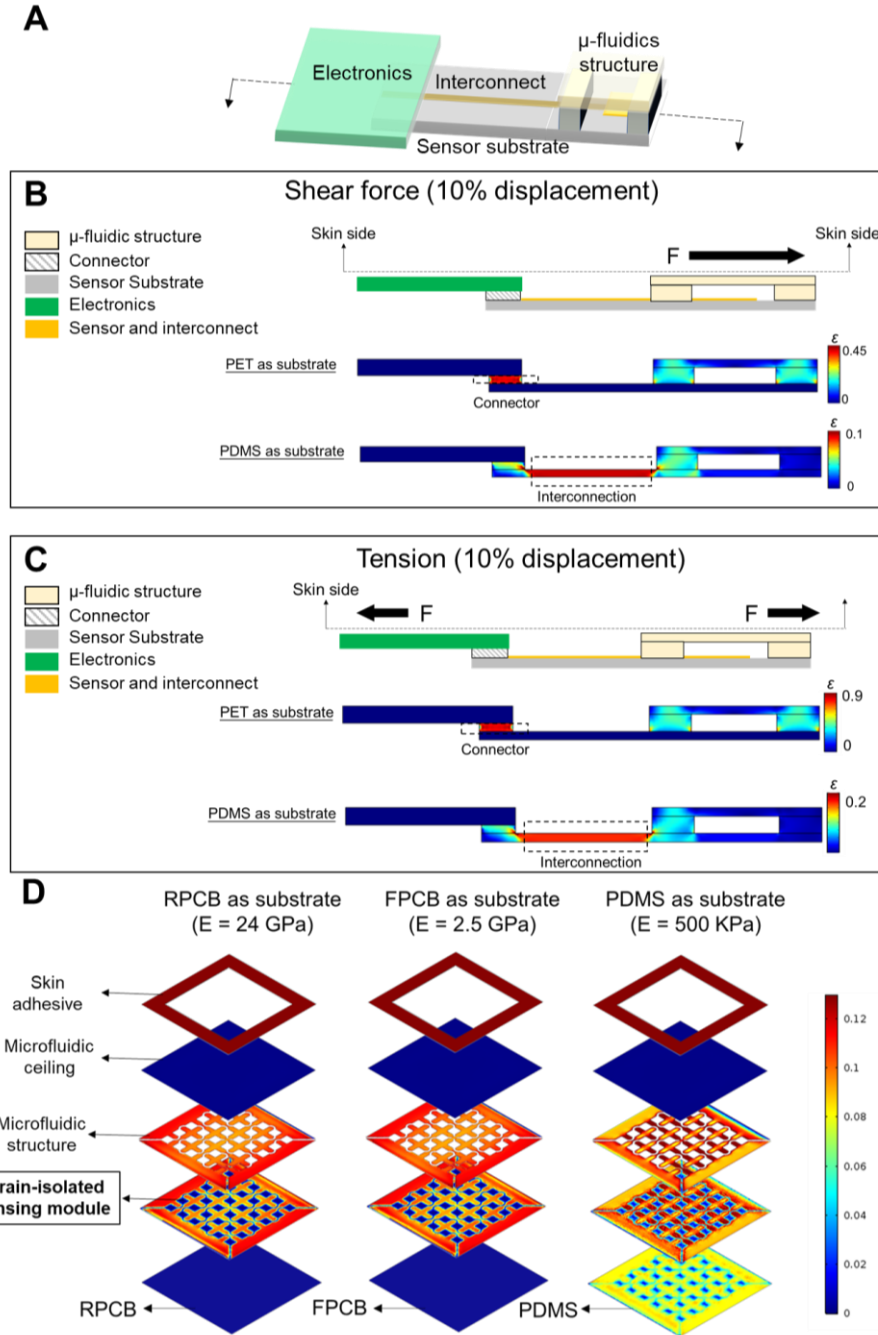 A
Electronics
Interconnect
μ-fluidics
structure
Sensor substrate
B
Shear force (10% displacement)
μ-fluidic structure
Connector
Sensor Substrate
Electronics
Sensor and interconnect
Skin side
Skin side
F
PET as substrate
Connector
ε
0.45
0
PDMS as substrate
Interconnection
ε
0.1
0
C
Tension (10% displacement)
μ-fluidic structure
Connector
Sensor Substrate
Electronics
Sensor and interconnect
Skin side
F
F
PET as substrate
Connector
ε
0.9
0
PDMS as substrate
Interconnection
ε
0.2
0
D
RPCB as substrate
(E = 24 GPa)
FPCB as substrate
(E = 2.5 GPa)
PDMS as substrate
(E = 500 KPa)
Skin
adhesive
Microfluidic
ceiling
Microfluidic
structure
rain-isolated
nsing module
RPCB
FPCB
PDMS
0.12
0.1
0.08
0.06
0.04
0.02
0